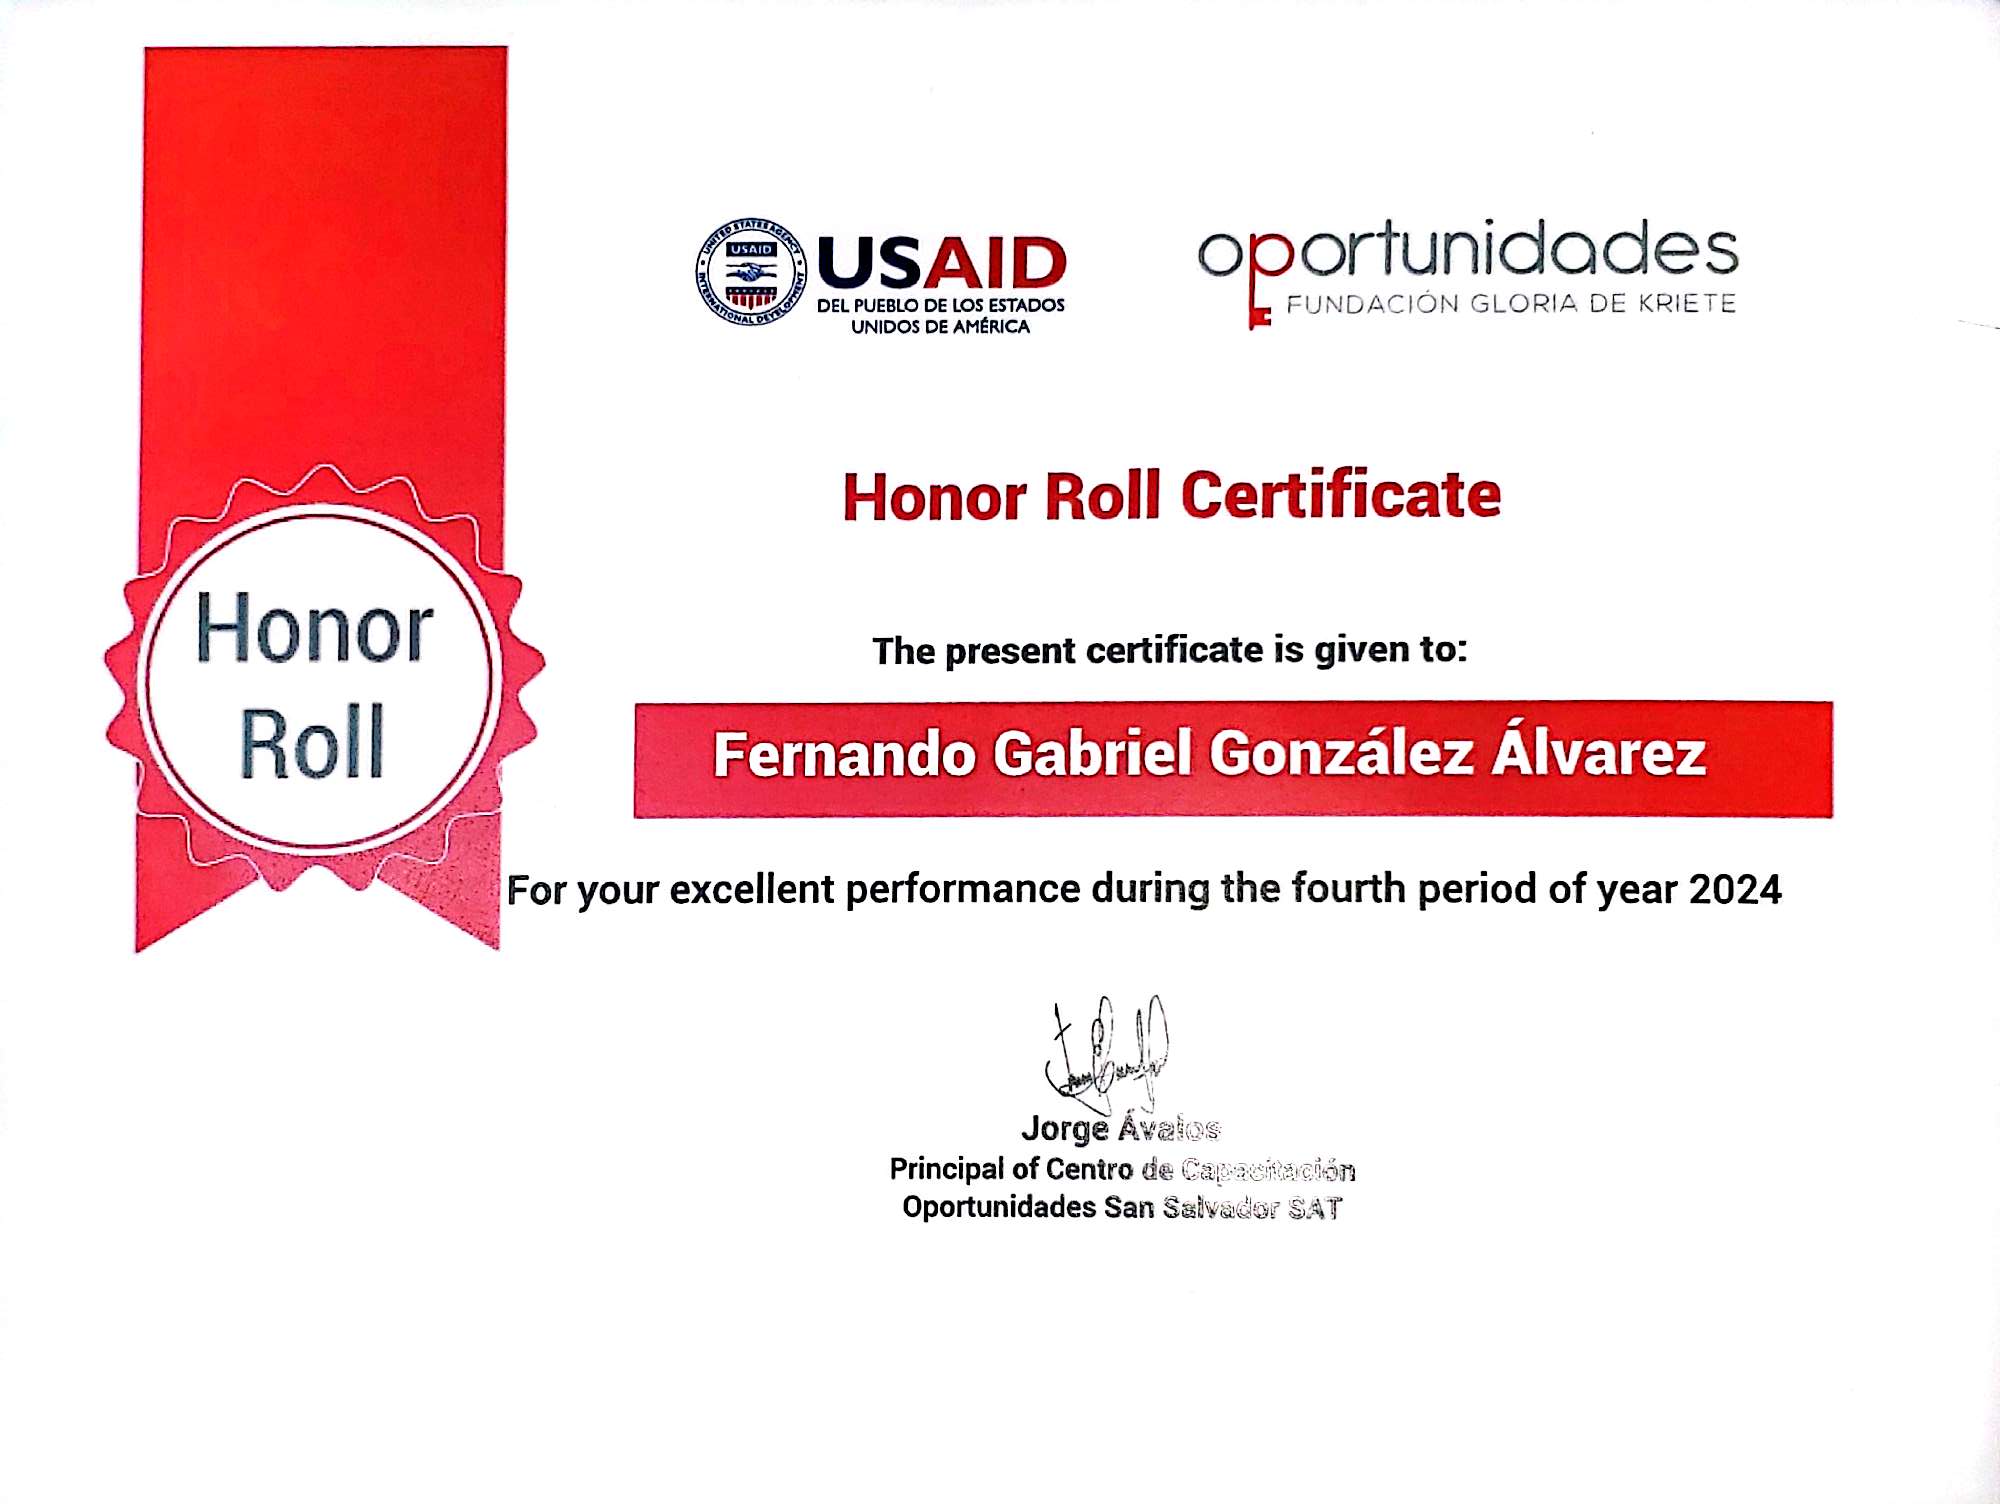 UNITED STATES AGENCY
INTERNATIONAL DEVELOPMENT
USAID
USAID
DEL PUEBLO DE LOS ESTADOS
UNIDOS DE AMÉRICA
oportunidades
FUNDACIÓN GLORIA DE KRIETE
Honor Roll Certificate
Honor
Roll
The present certificate is given to:
Fernando Gabriel González Álvarez
For your excellent performance during the fourth period of year 2024
Jorge Ávalos
Principal of Centro de Capacitación
Oportunidades San Salvador SAT